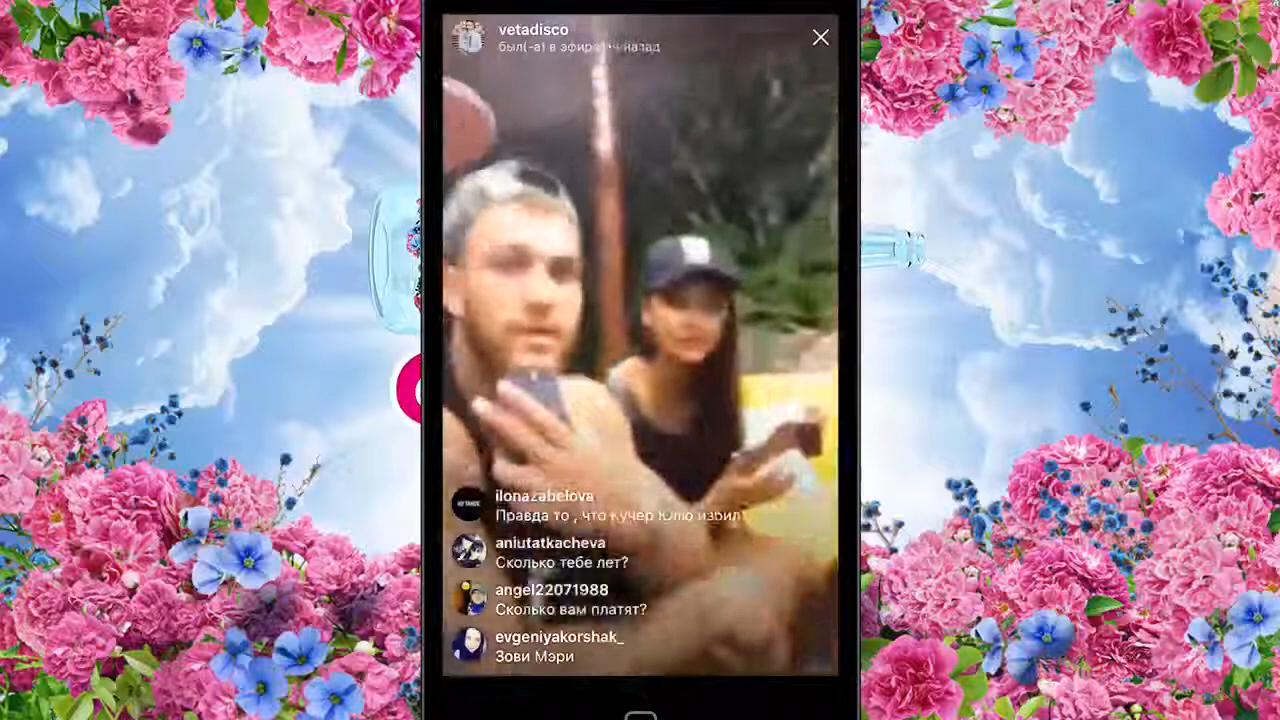 vetadisco
был(-а) в эфире назад
ilonazabelova
Правда то , что Кучер Юлю избил
aniutatkacheva
Сколько тебе лет?
angel22071988
Сколько вам платят?
evgeniyakorshak_
Зови Мэри